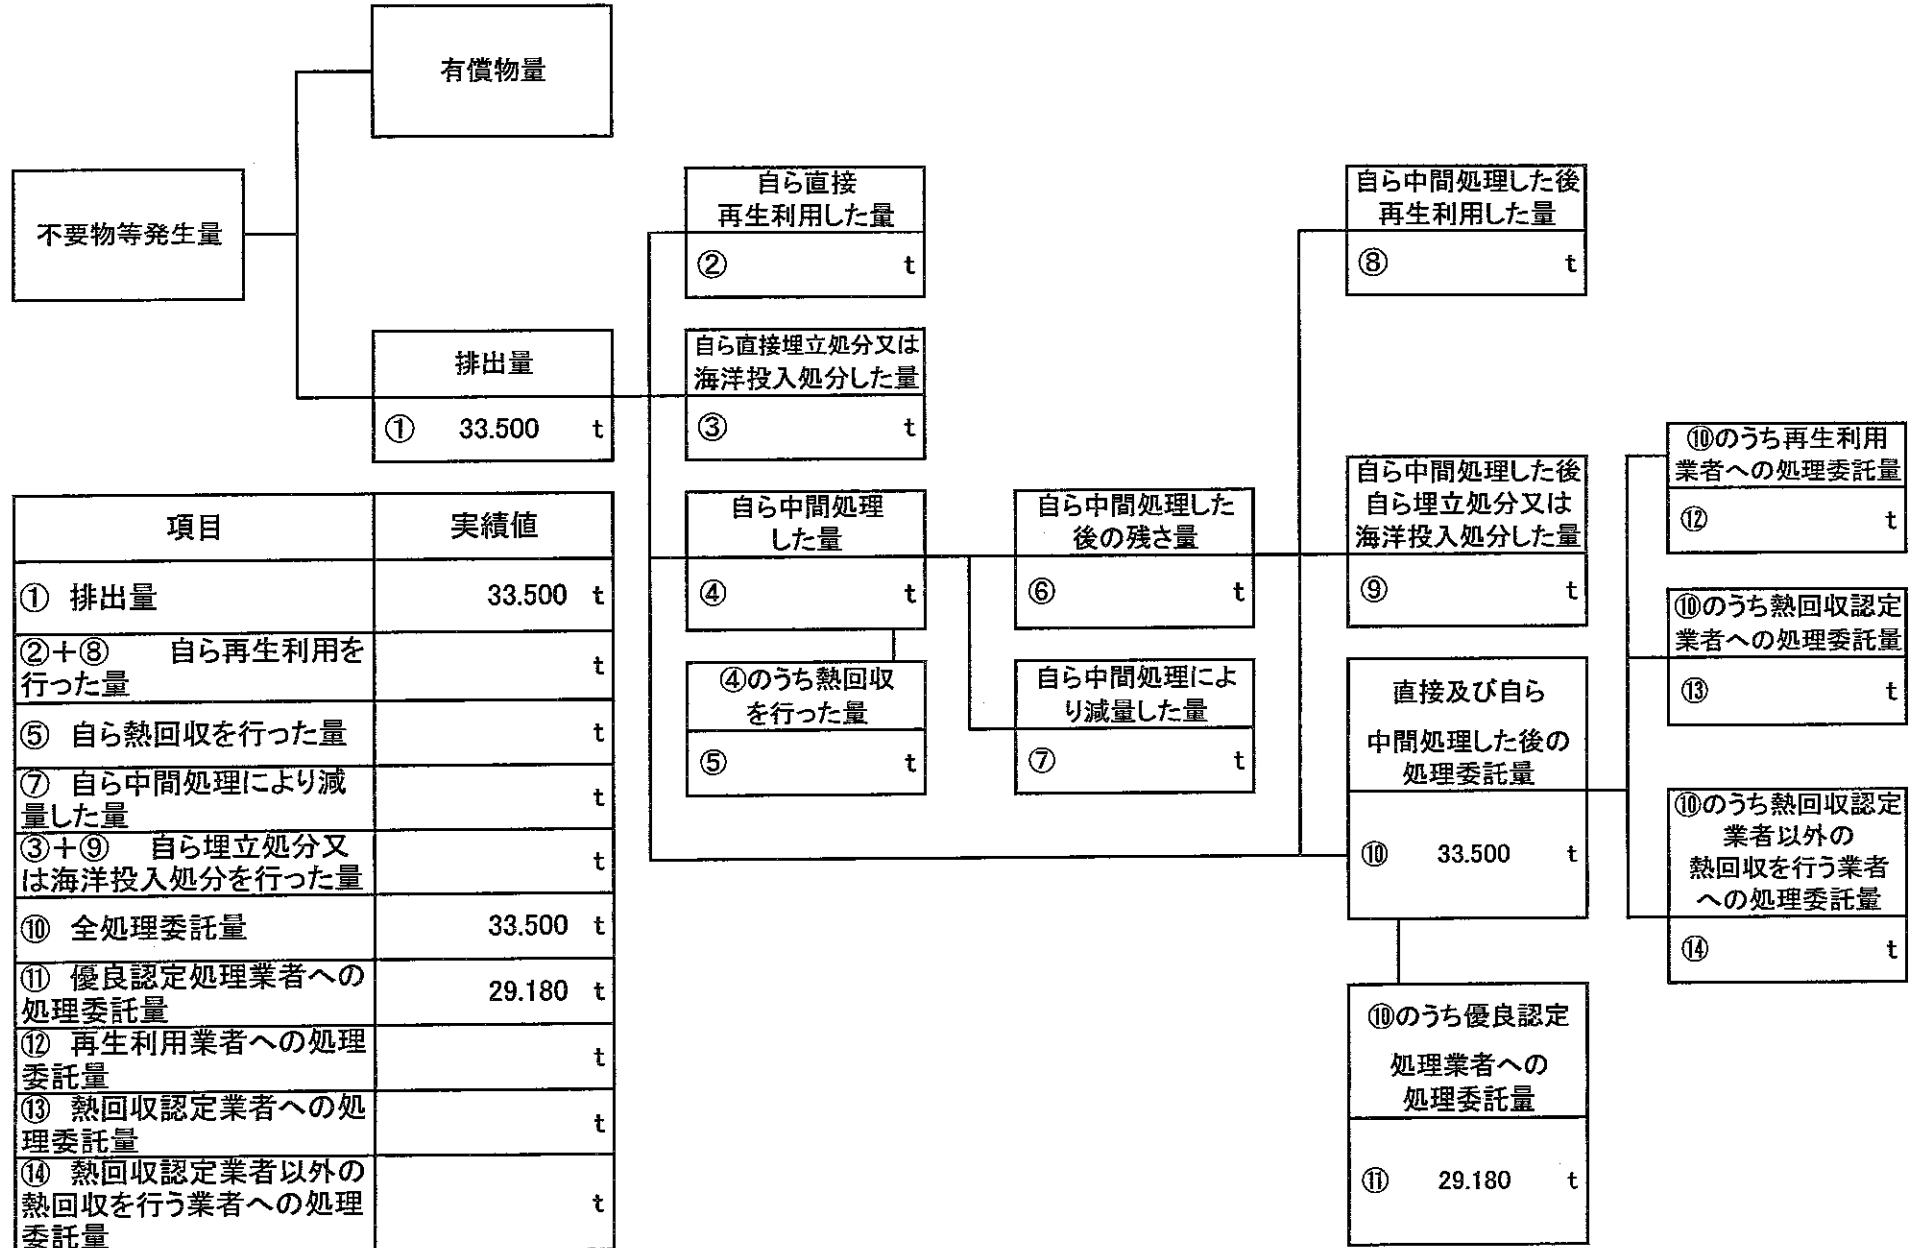 有償物量
不要物等発生量
排出量
① 33.500 t
自ら直接
再生利用した量
② t
自ら直接埋立処分又は
海洋投入処分した量
③ t
自ら中間処理
した量
④ t
④のうち熱回収
を行った量
⑤ t
自ら中間処理した
後の残さ量
⑥ t
自ら中間処理によ
り減量した量
⑦ t
自ら中間処理した後
再生利用した量
⑧ t
自ら中間処理した後
自ら埋立処分又は
海洋投入処分した量
⑨ t
直接及び自ら
中間処理した後の
処理委託量
⑩ 33.500 t
⑩のうち優良認定
処理業者への
処理委託量
⑪ 29.180 t
⑩のうち再生利用
業者への処理委託量
⑫ t
⑩のうち熱回収認定
業者への処理委託量
⑬ t
⑩のうち熱回収認定
業者以外の
熱回収を行う業者
への処理委託量
⑭ t
項目 実績値
① 排出量 33.500 t
②+⑧ 自ら再生利用を
行った量 t
⑤ 自ら熱回収を行った量 t
⑦ 自ら中間処理により減
量した量 t
③+⑨ 自ら埋立処分又
は海洋投入処分を行った量 t
⑩ 全処理委託量 33.500 t
⑪ 優良認定処理業者への
処理委託量 29.180 t
⑫ 再生利用業者への処理
委託量 t
⑬ 熱回収認定業者への処
理委託量 t
⑭ 熱回収認定業者以外の
熱回収を行う業者への処理
委託量 t